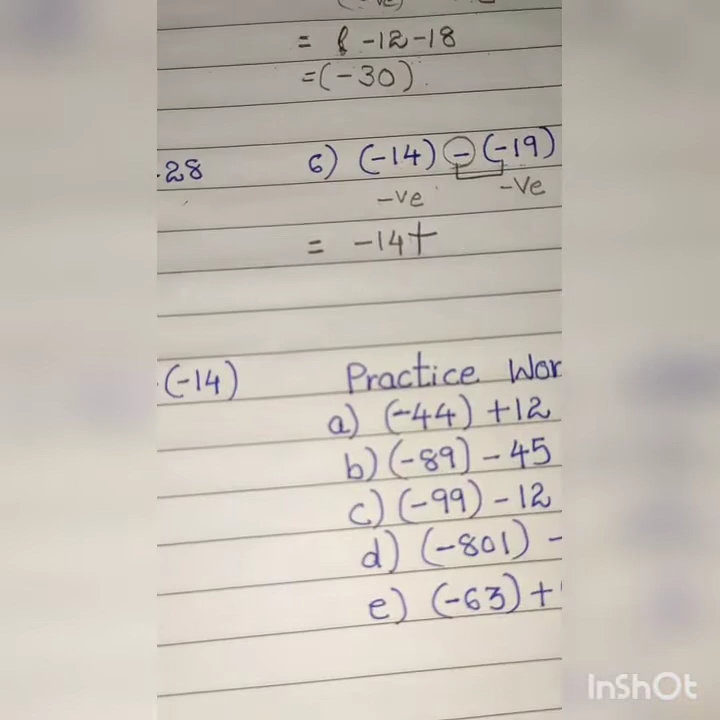 = -12-18
=(-30)
-28 6) (-14) - (-19)
-ve -ve
= -14+
(-14) Practice Wor
a) (-44) +12
b) (-89) - 45
c) (-99) - 12
d) (-801) -
e) (-63) +
InShOt